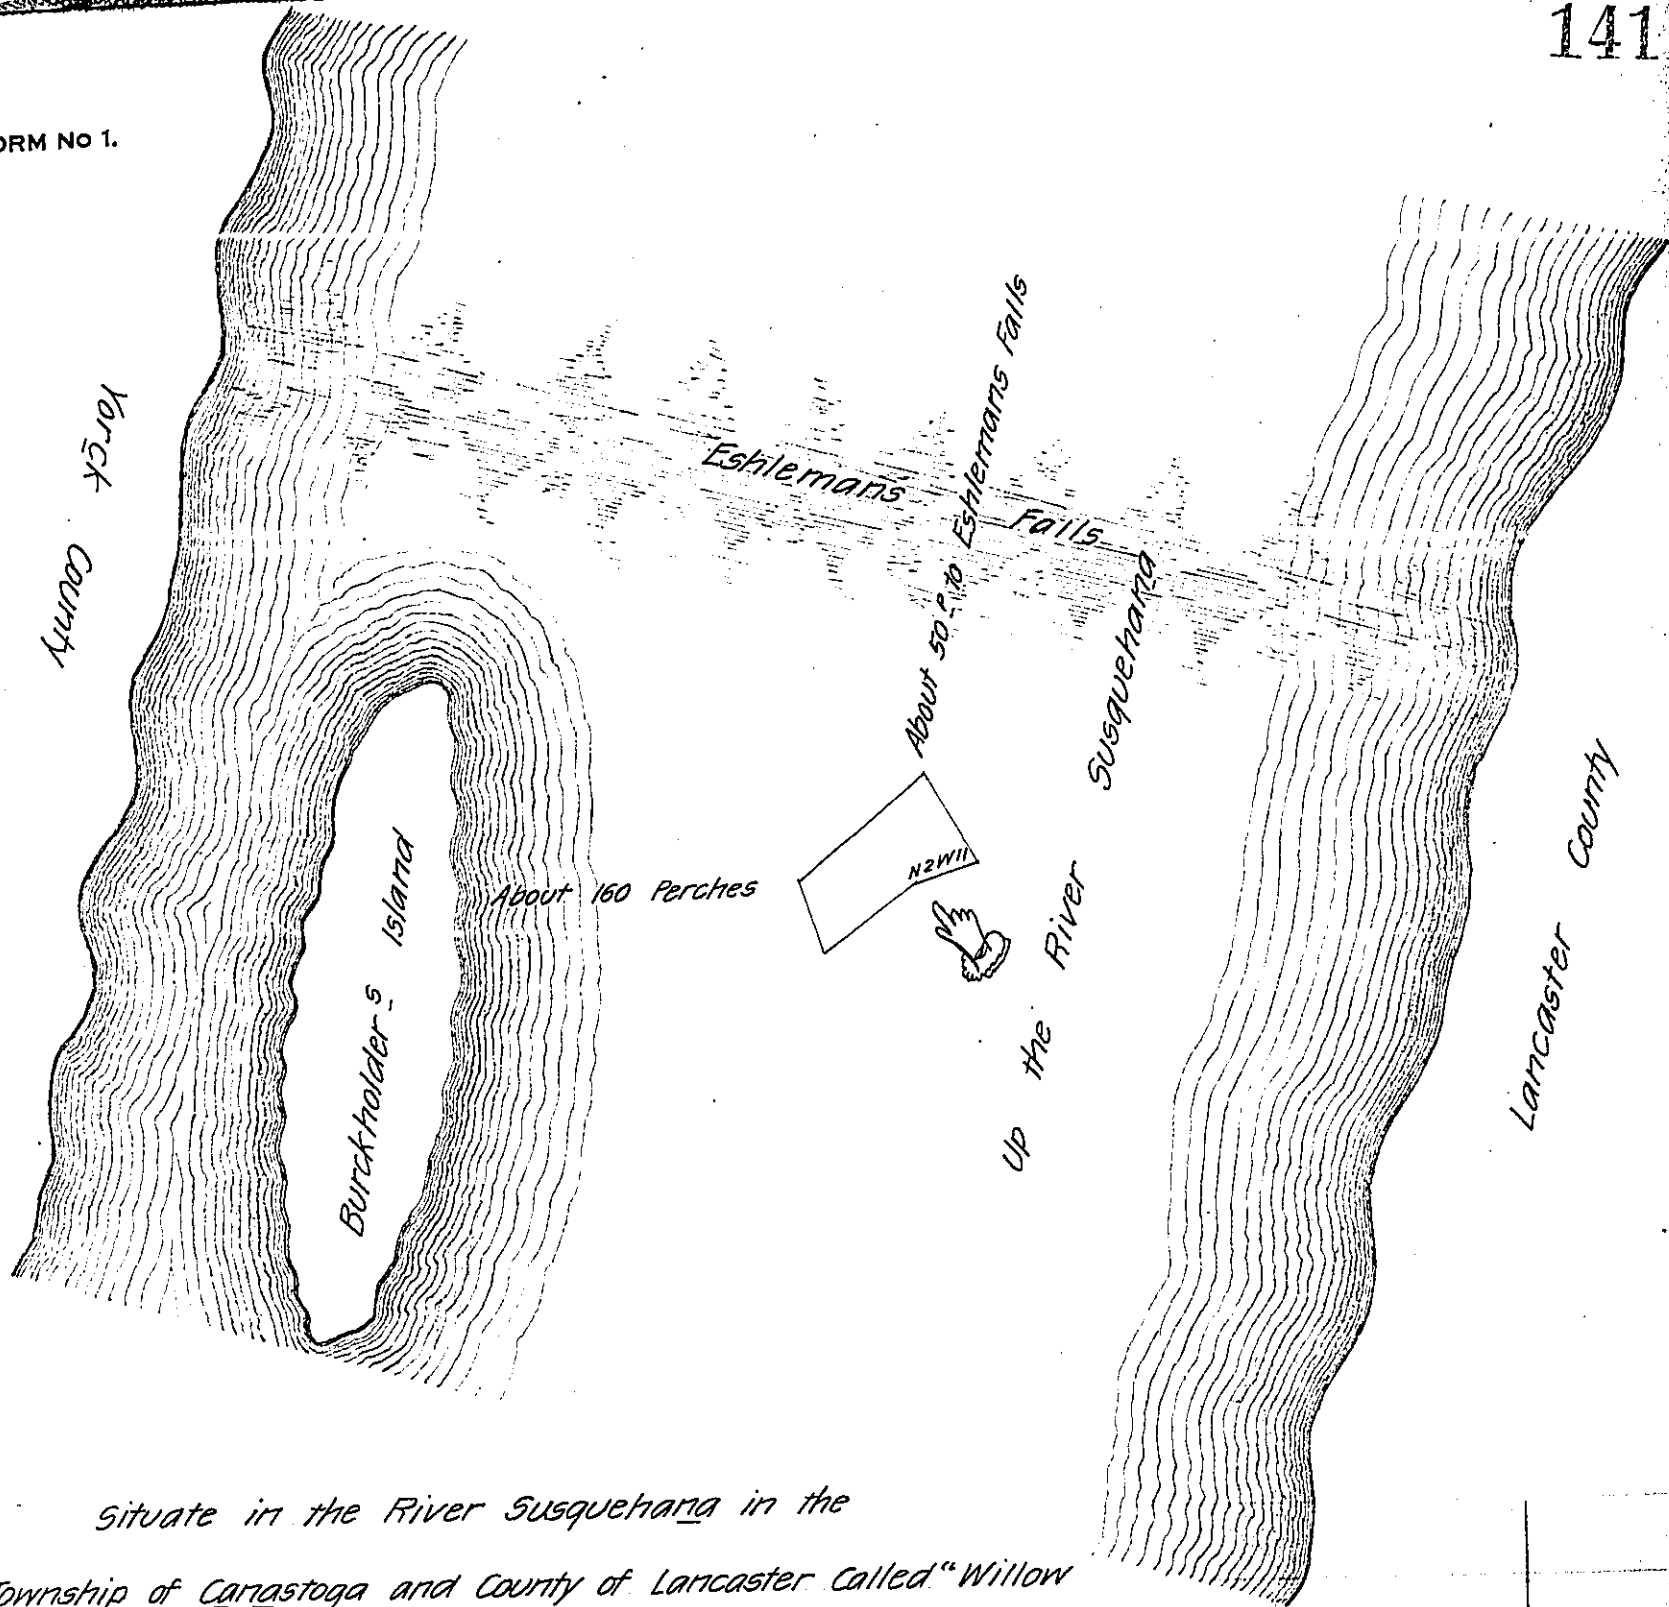 141
ORM No 1.
Yorck County
Eshlemans Falls
About 50 P to Eshlemans Falls
Up the River Susquehana
Lancaster County
Burckholder s Island
About 160 Perches
N2W11
Situate in the River Susquehana in the
Township of Canastoga and County of Lancaster Called "Willow